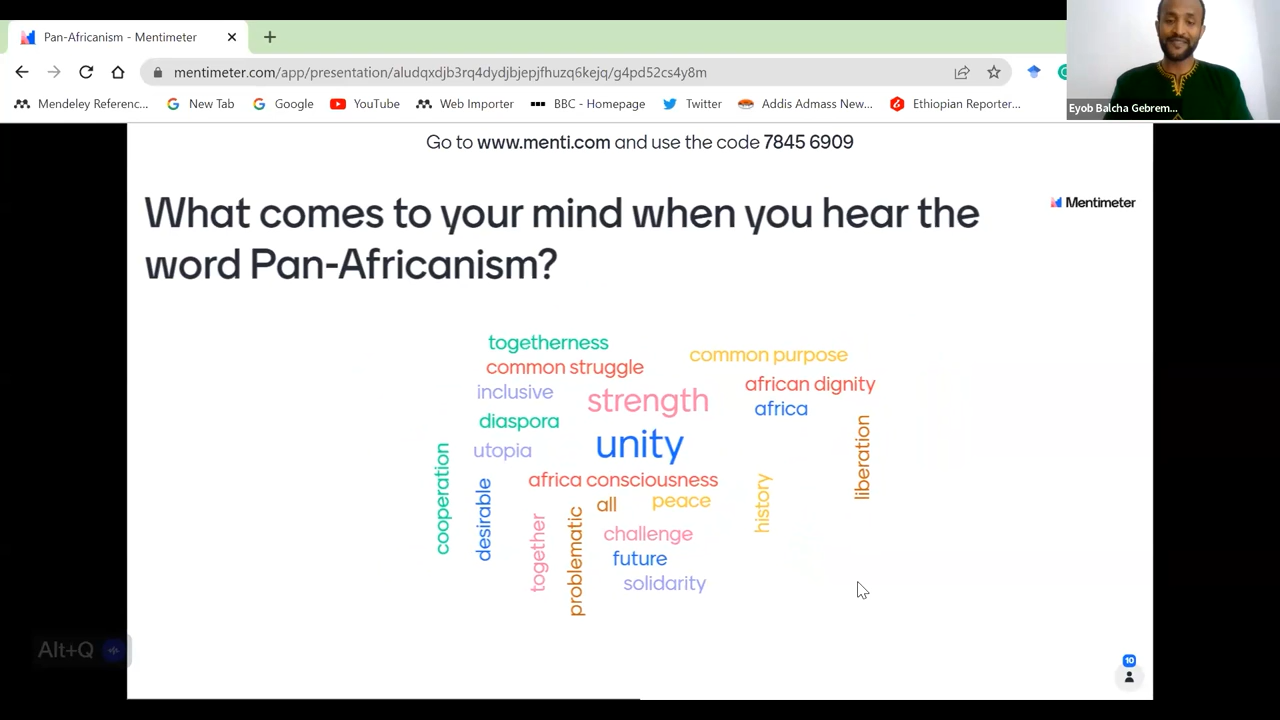 Pan-Africanism - Mentimeter
mentimeter.com/app/presentation/aludqxdjb3rq4dydjbjepjfhuzq6kejq/g4pd52cs4y8m
Mendeley Referenc...
New Tab
Google
YouTube
Web Importer
BBC - Homepage
Twitter
Addis Admass New...
Ethiopian Reporter...
Eyob Balcha Gebrem...
Go to www.menti.com and use the code 7845 6909
What comes to your mind when you hear the
word Pan-Africanism?
Mentimeter
togetherness
common purpose
common struggle
african dignity
inclusive
strength
africa
diaspora
liberation
unity
utopia
cooperation
desirable
africa consciousness
history
all
peace
together
problematic
challenge
future
solidarity
Alt+Q
10